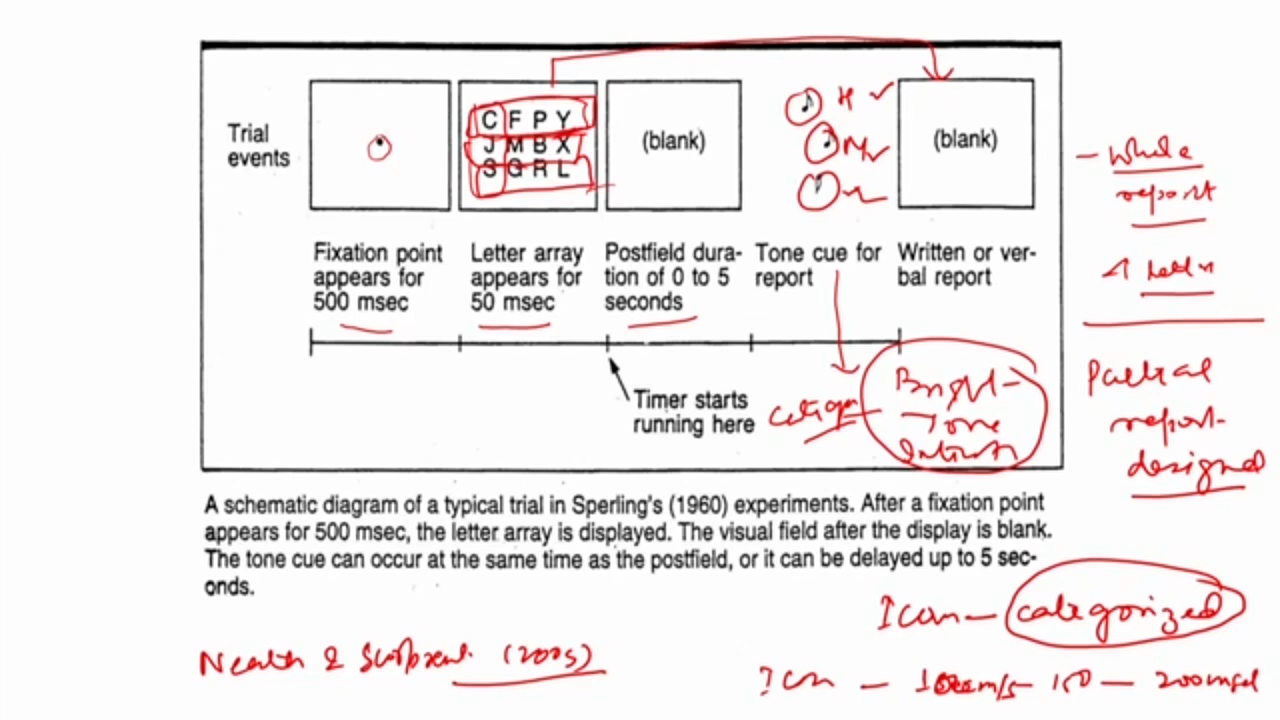 Trial events
C F P Y
J M B X
S G R L
(blank)
H
M
(blank)
Fixation point appears for 500 msec
Letter array appears for 50 msec
Postfield dura-tion of 0 to 5 seconds
Tone cue for report
Written or ver-bal report
Timer starts running here
- Whole
report
Partial
report-
designed
Tone
A schematic diagram of a typical trial in Sperling's (1960) experiments. After a fixation point
appears for 500 msec, the letter array is displayed. The visual field after the display is blank.
The tone cue can occur at the same time as the postfield, or it can be delayed up to 5 sec-
onds.
Icon - categorized
Icon - 150 - 200 msec